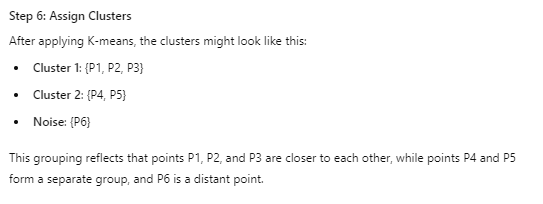 Step 6: Assign Clusters
After applying K-means, the clusters might look like this:
• Cluster 1: {P1, P2, P3}
• Cluster 2: {P4, P5}
• Noise: {P6}
This grouping reflects that points P1, P2, and P3 are closer to each other, while points P4 and P5
form a separate group, and P6 is a distant point.